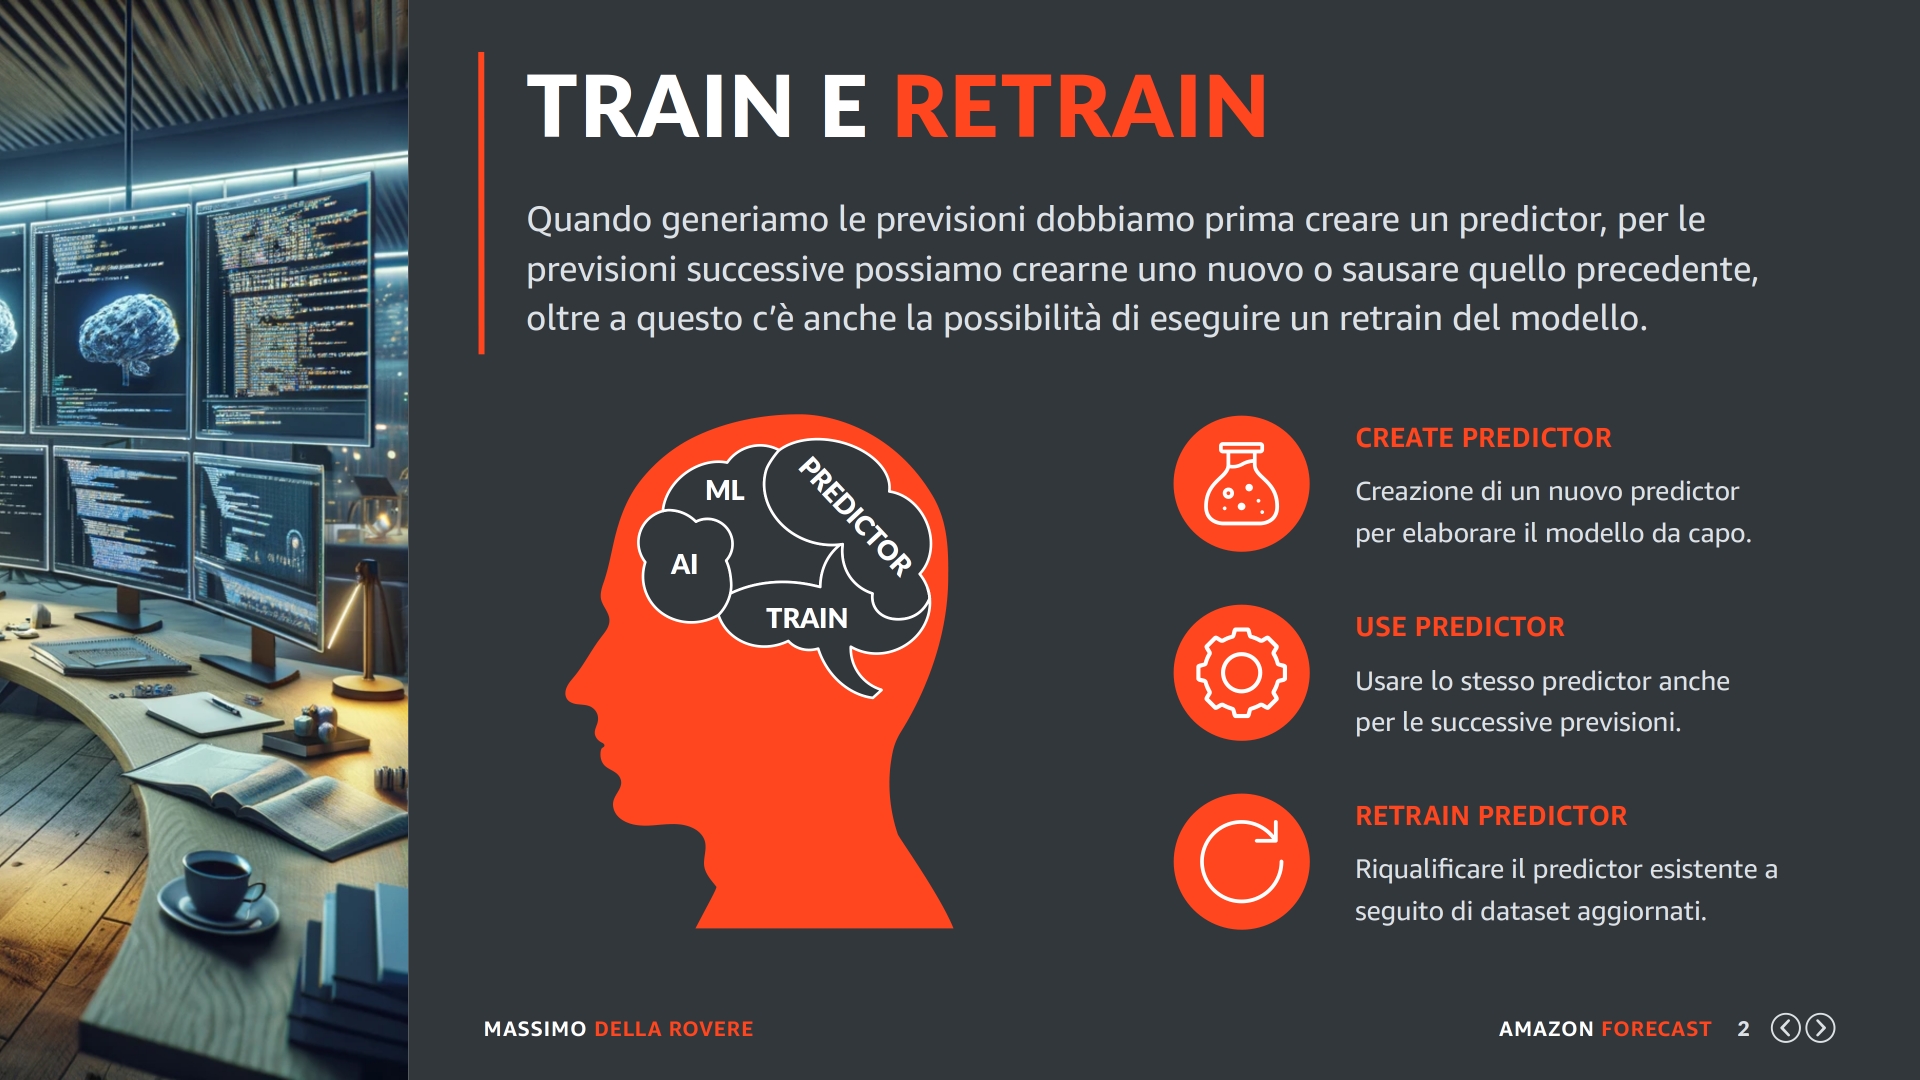 TRAIN E RETRAIN
Quando generiamo le previsioni dobbiamo prima creare un predictor, per le
previsioni successive possiamo crearne uno nuovo o sausare quello precedente,
oltre a questo c’è anche la possibilità di eseguire un retrain del modello.
ML
PREDICTOR
AI
TRAIN
CREATE PREDICTOR
Creazione di un nuovo predictor
per elaborare il modello da capo.
USE PREDICTOR
Usare lo stesso predictor anche
per le successive previsioni.
RETRAIN PREDICTOR
Riqualificare il predictor esistente a
seguito di dataset aggiornati.
MASSIMO DELLA ROVERE
AMAZON FORECAST 2